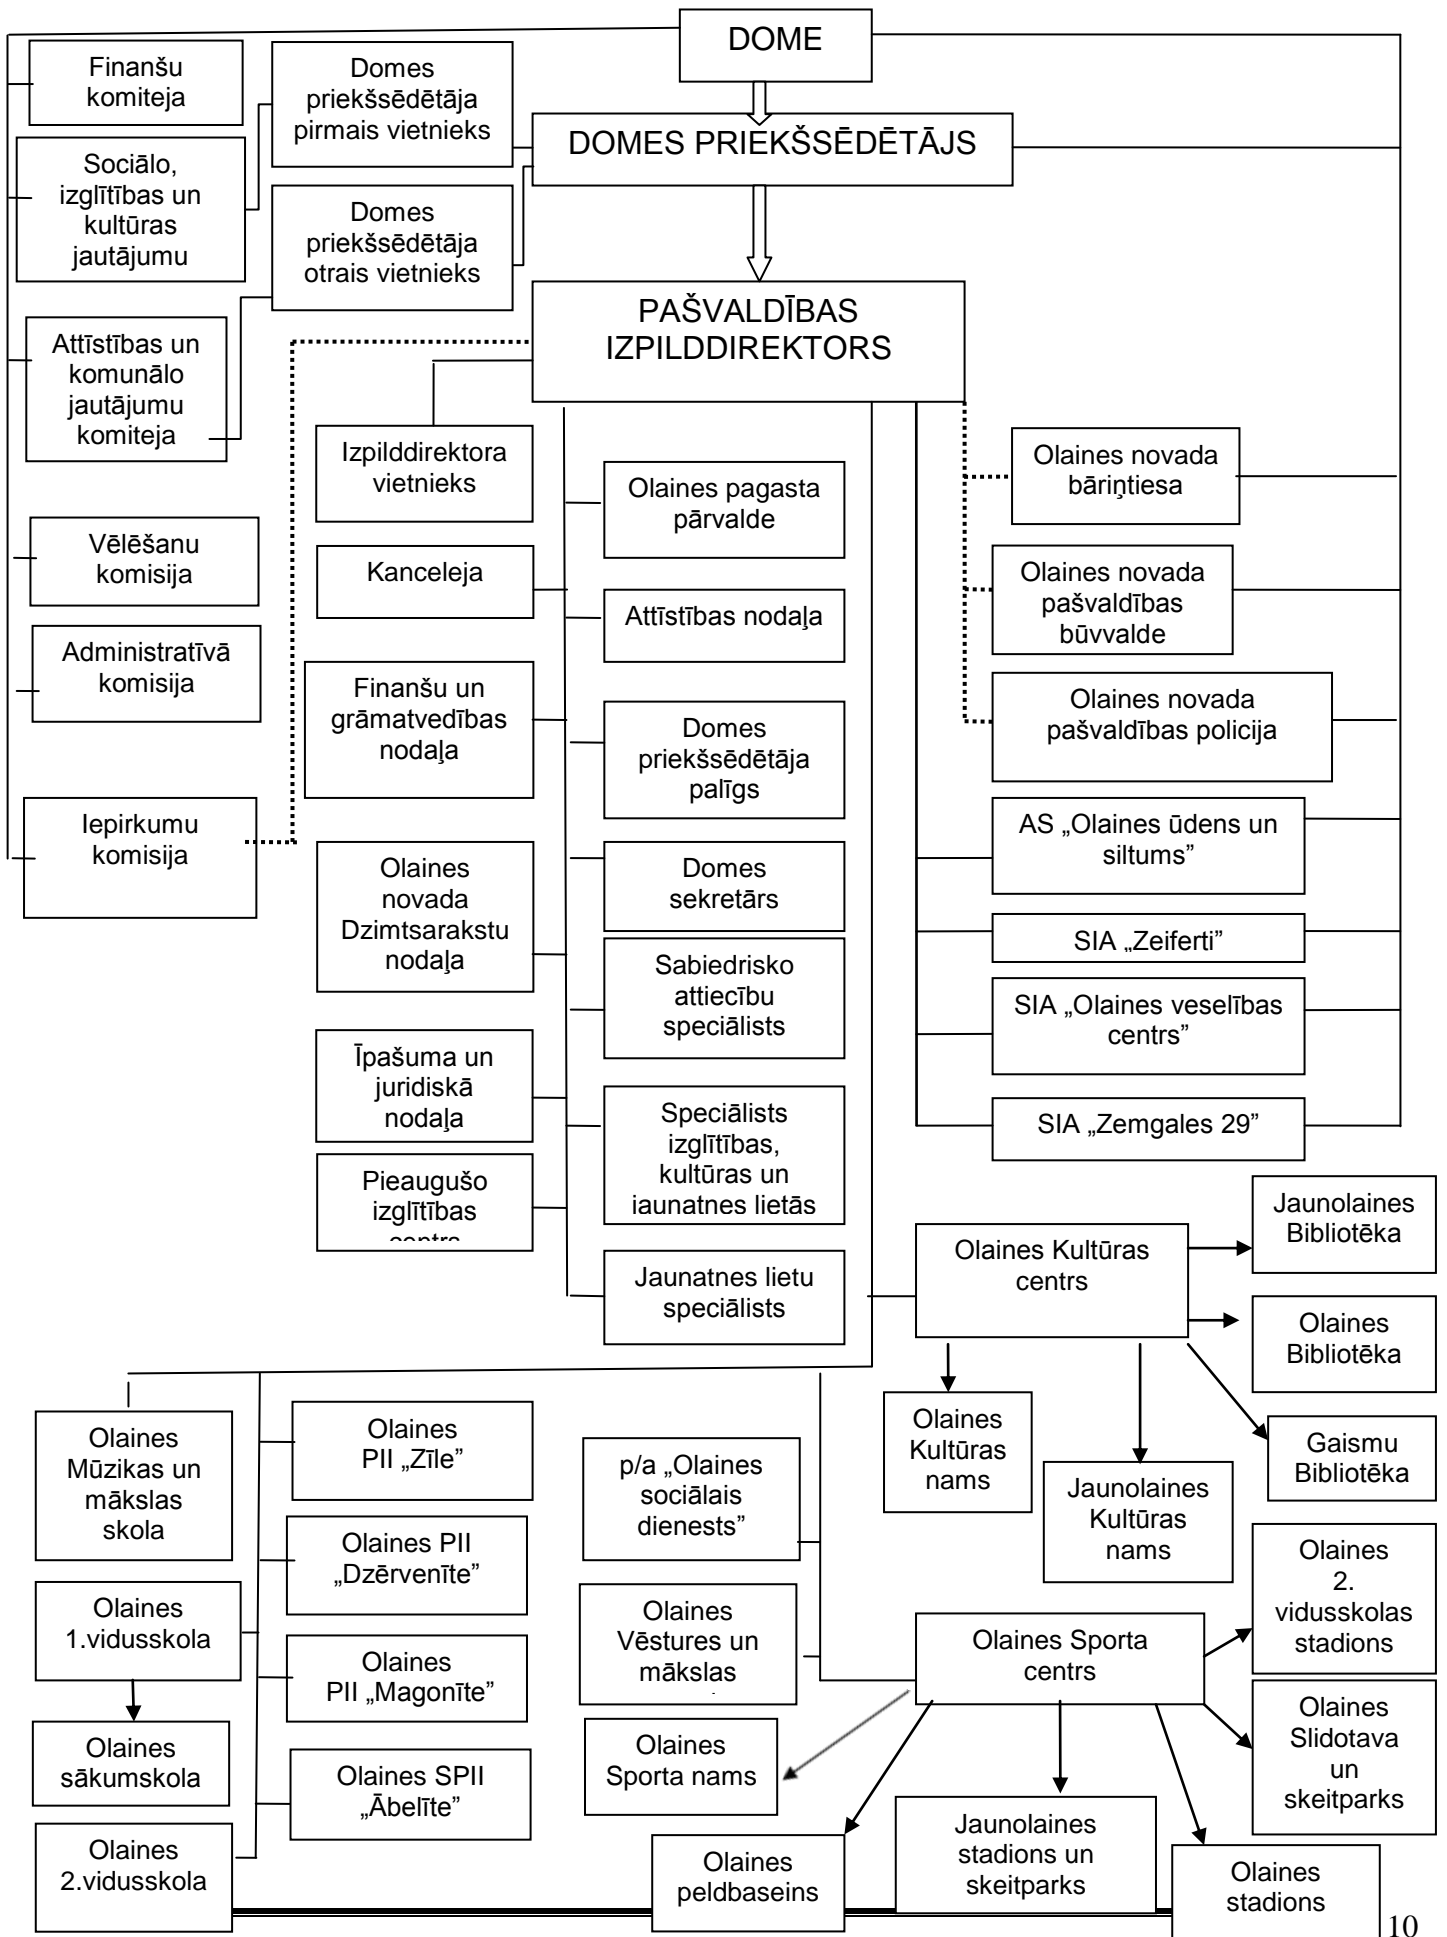 DOME
Finanšu
komiteja
Domes
priekšsēdētāja
pirmais vietnieks
DOMES PRIEKŠSĒDĒTĀJS
Sociālo,
izglītības un
kultūras
jautājumu
Domes
priekšsēdētāja
otrais vietnieks
PAŠVALDĪBAS
IZPILDDIREKTORS
Attīstības un
komunālo
jautājumu
komiteja
Izpilddirektora
vietnieks
Olaines novada
bāriņtiesa
Olaines pagasta
pārvalde
Vēlēšanu
komisija
Kanceleja
Olaines novada
pašvaldības
būvvalde
Attīstības nodaļa
Administratīvā
komisija
Finanšu un
grāmatvedības
nodaļa
Olaines novada
pašvaldības policija
Domes
priekšsēdētāja
palīgs
Iepirkumu
komisija
AS „Olaines ūdens un
siltums”
Olaines
novada
Dzimtsarakstu
nodaļa
Domes
sekretārs
SIA „Zeiferti”
Sabiedrisko
attiecību
speciālists
SIA „Olaines veselības
centrs”
Īpašuma un
juridiskā
nodaļa
Speciālists
izglītības,
kultūras un
jaunatnes lietās
SIA „Zemgales 29”
Pieaugušo
izglītības
centrs
Jaunolaines
Bibliotēka
Olaines Kultūras
centrs
Jaunatnes lietu
speciālists
Olaines
Bibliotēka
Olaines
Mūzikas un
mākslas
skola
Olaines
PII „Zīle”
Olaines
Kultūras
nams
Gaismu
Bibliotēka
p/a „Olaines
sociālais
dienests”
Jaunolaines
Kultūras
nams
Olaines PII
„Dzērvenīte”
Olaines
2.
vidusskolas
stadions
Olaines
1.vidusskola
Olaines
Vēstures un
mākslas
Olaines Sporta
centrs
Olaines
PII „Magonīte”
Olaines
sākumskola
Olaines
Sporta nams
Olaines
Slidotava
un
skeitparks
Olaines SPII
„Ābelīte”
Olaines
2.vidusskola
Olaines
peldbaseins
Jaunolaines
stadions un
skeitparks
Olaines
stadions
10